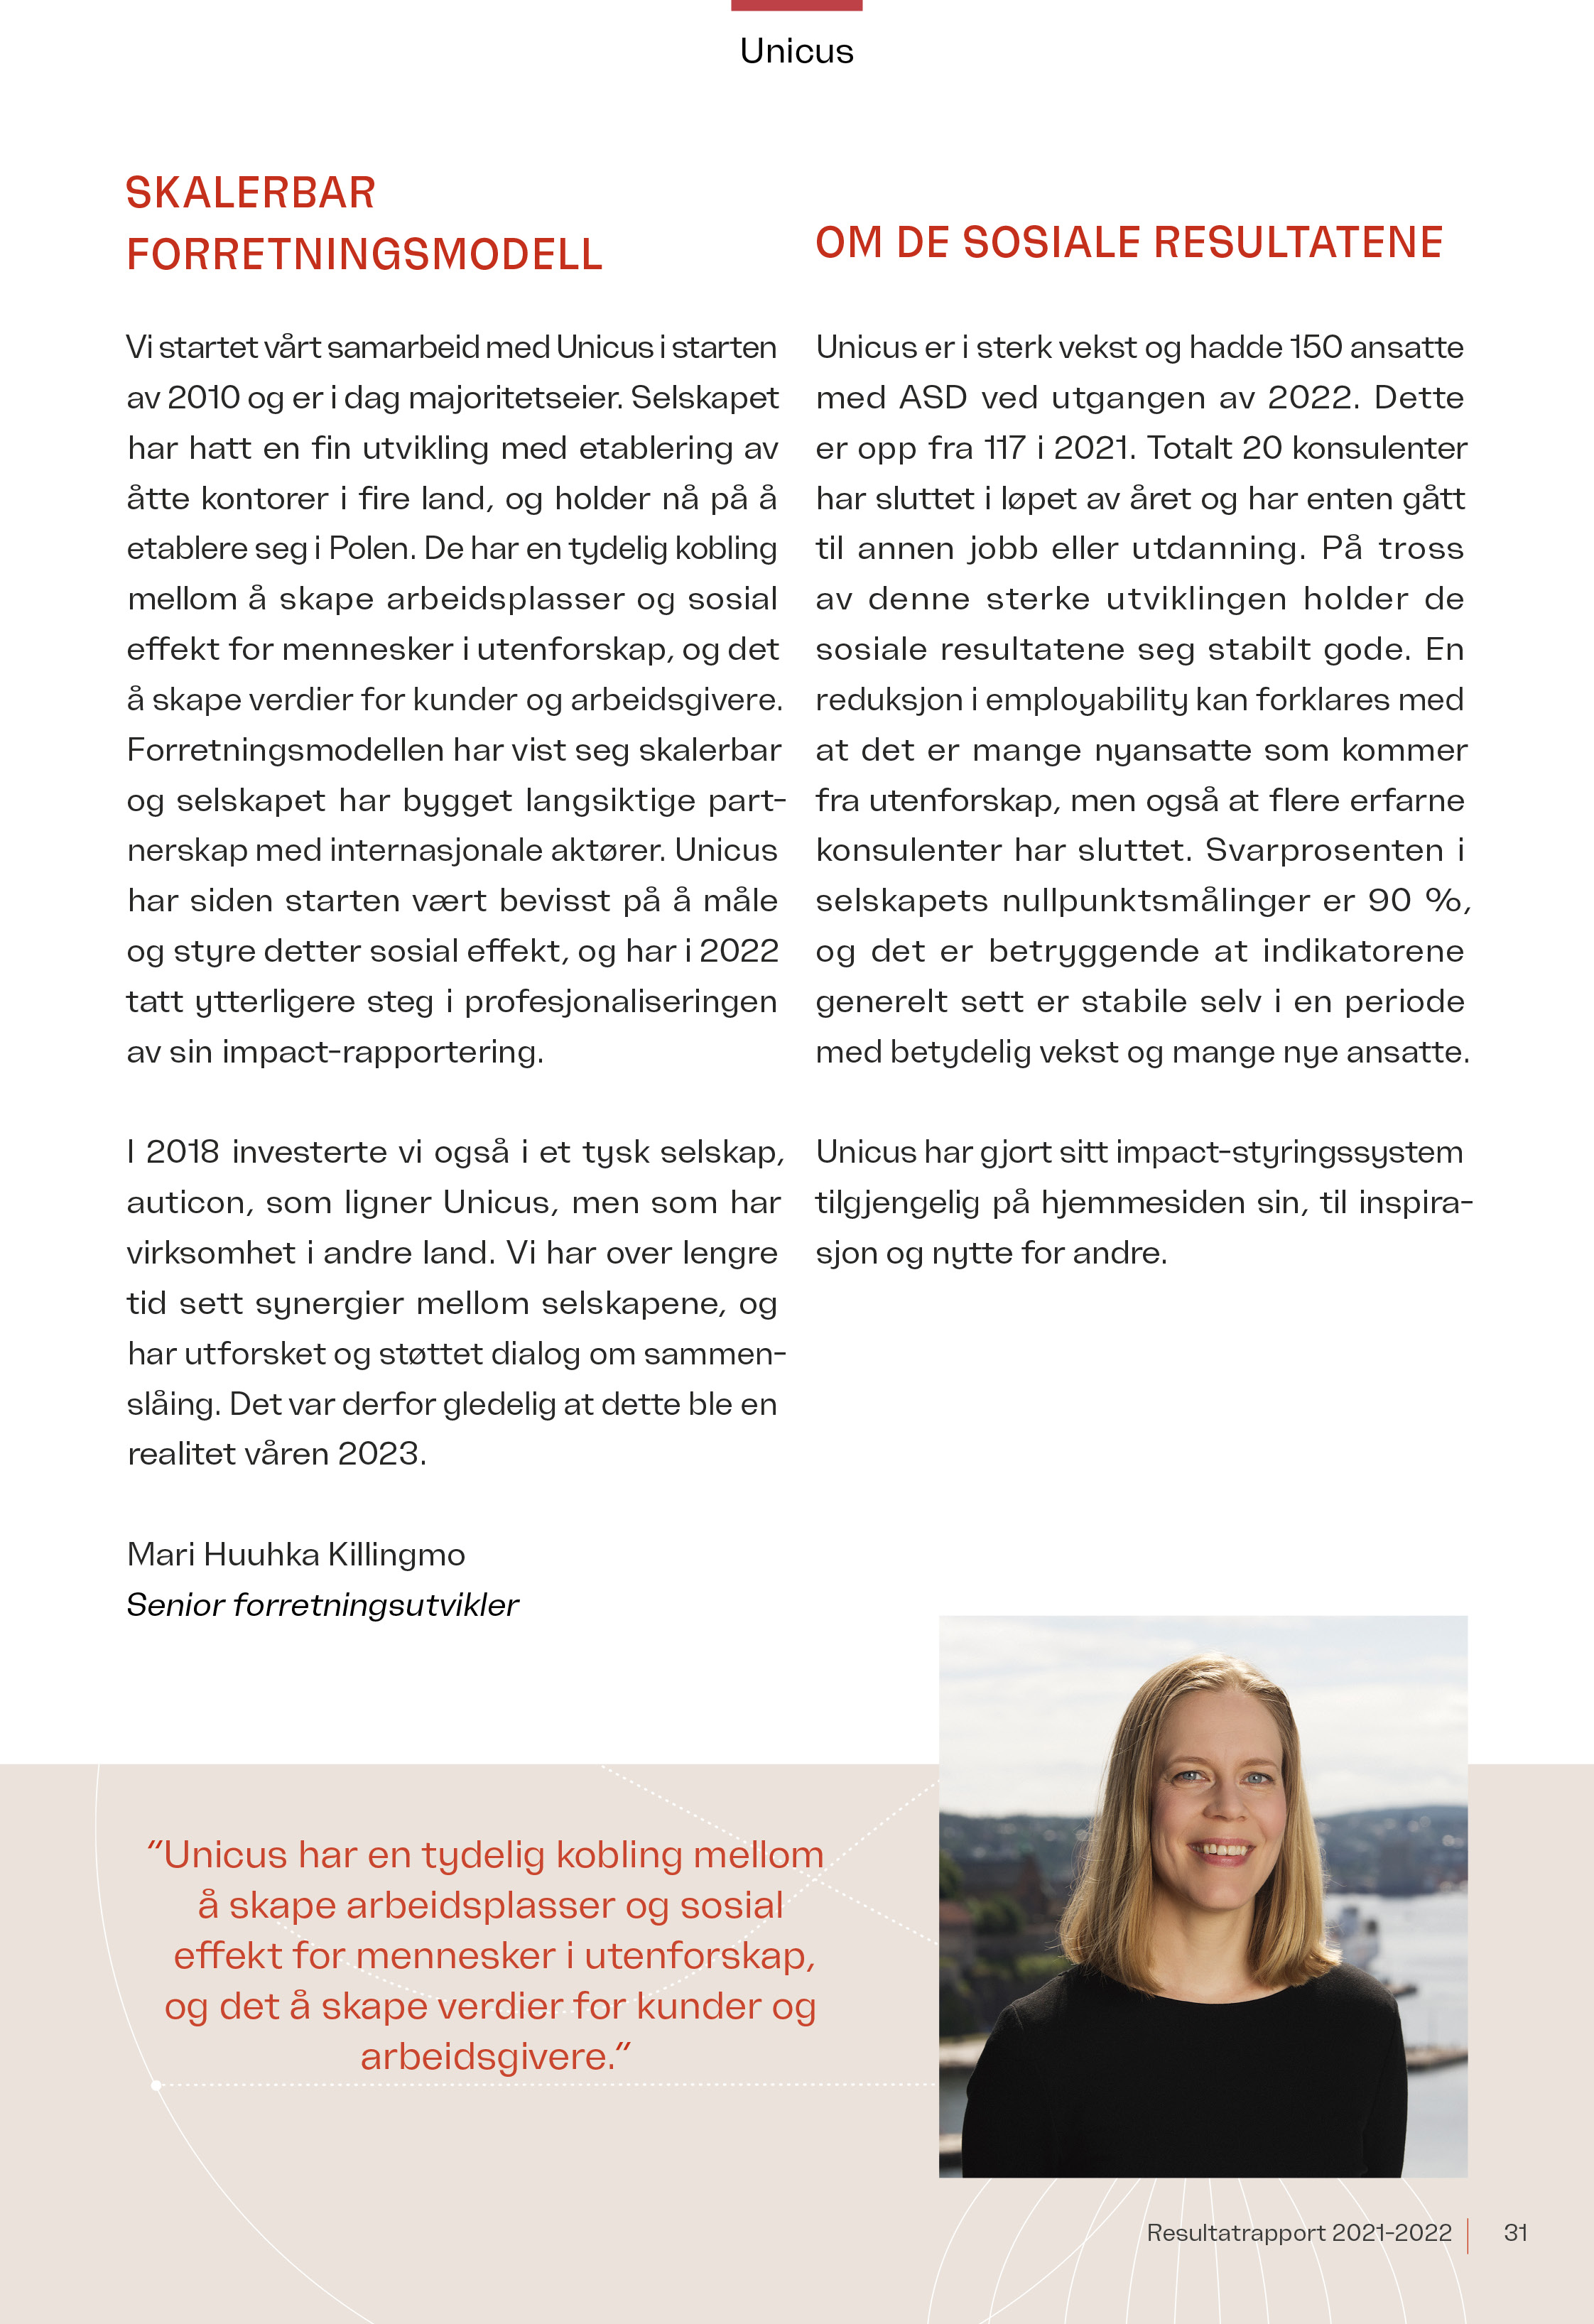 Unicus
SKALERBAR
FORRETNINGSMODELL
Vi startet vårt samarbeid med Unicus i starten
av 2010 og er i dag majoritetseier. Selskapet
har hatt en fin utvikling med etablering av
åtte kontorer i fire land, og holder nå på å
etablere seg i Polen. De har en tydelig kobling
mellom å skape arbeidsplasser og sosial
effekt for mennesker i utenforskap, og det
å skape verdier for kunder og arbeidsgivere.
Forretningsmodellen har vist seg skalerbar
og selskapet har bygget langsiktige part-
nerskap med internasjonale aktører. Unicus
har siden starten vært bevisst på å måle
og styre detter sosial effekt, og har i 2022
tatt ytterligere steg i profesjonaliseringen
av sin impact-rapportering.
I 2018 investerte vi også i et tysk selskap,
auticon, som ligner Unicus, men som har
virksomhet i andre land. Vi har over lengre
tid sett synergier mellom selskapene, og
har utforsket og støttet dialog om sammen-
slåing. Det var derfor gledelig at dette ble en
realitet våren 2023.
Mari Huuhka Killingmo
Senior forretningsutvikler
OM DE SOSIALE RESULTATENE
Unicus er i sterk vekst og hadde 150 ansatte
med ASD ved utgangen av 2022. Dette
er opp fra 117 i 2021. Totalt 20 konsulenter
har sluttet i løpet av året og har enten gått
til annen jobb eller utdanning. På tross
av denne sterke utviklingen holder de
sosiale resultatene seg stabilt gode. En
reduksjon i employability kan forklares med
at det er mange nyansatte som kommer
fra utenforskap, men også at flere erfarne
konsulenter har sluttet. Svarprosenten i
selskapets nullpunktsmålinger er 90 %,
og det er betryggende at indikatorene
generelt sett er stabile selv i en periode
med betydelig vekst og mange nye ansatte.
Unicus har gjort sitt impact-styringssystem
tilgjengelig på hjemmesiden sin, til inspira-
sjon og nytte for andre.
“Unicus har en tydelig kobling mellom
å skape arbeidsplasser og sosial
effekt for mennesker i utenforskap,
og det å skape verdier for kunder og
arbeidsgivere.”
Resultatrapport 2021-2022 31